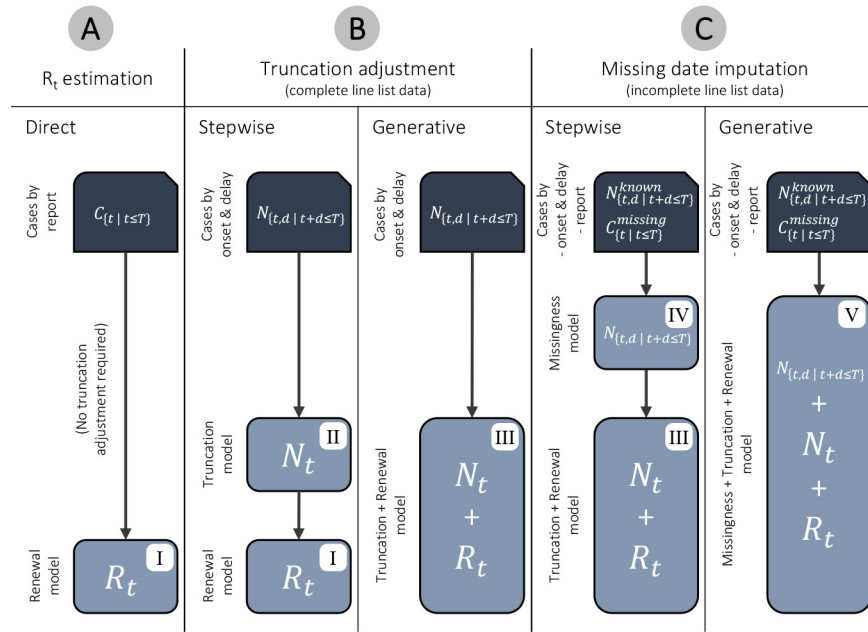 A
B
C
R_t estimation
Truncation adjustment
(complete line list data)
Missing date imputation
(incomplete line list data)
Direct
Stepwise
Generative
Stepwise
Generative
Cases by
report
C_{t | t≤T}
Cases by
onset & delay
N_{t,d | t+d≤T}
Cases by
onset & delay
N_{t,d | t+d≤T}
Cases by
- onset & delay
- report
N^{known}_{t,d | t+d≤T}
C^{missing}_{t | t≤T}
Cases by
- onset & delay
- report
N^{known}_{t,d | t+d≤T}
C^{missing}_{t | t≤T}
(No truncation
adjustment required)
Missingness
model
IV
N_{t,d | t+d≤T}
Truncation
model
II
N_t
Renewal
model
I
R_t
Renewal
model
I
R_t
Truncation + Renewal
model
III
N_t
+
R_t
Truncation + Renewal
model
III
N_t
+
R_t
Missingness + Truncation + Renewal
model
V
N_{t,d | t+d≤T}
+
N_t
+
R_t